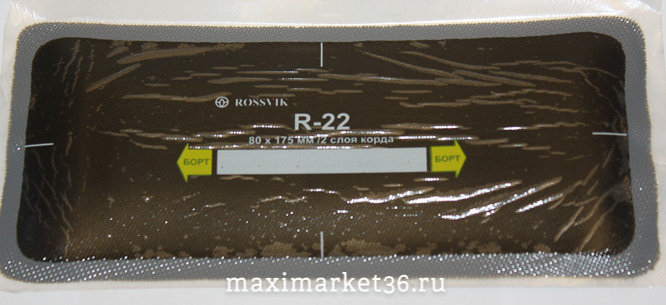 ROSSVIK
R-22
80 x 175 мм /2 слоя корда
БОРТ БОРТ
maximarket36.ru